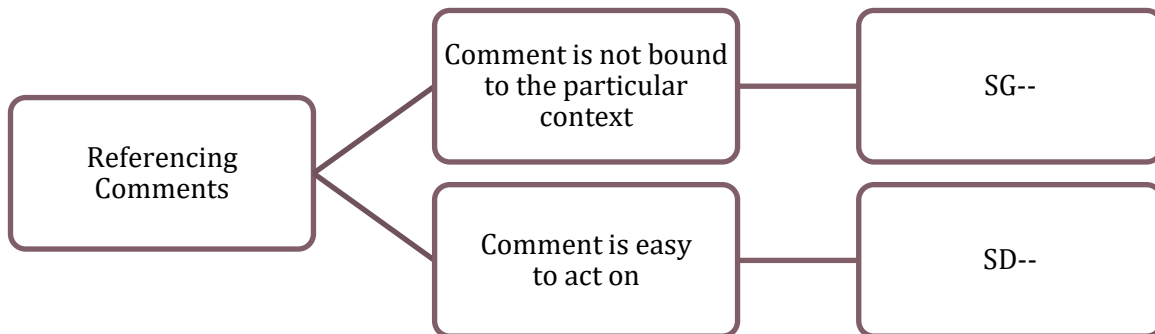 Referencing
Comments
Comment is not bound
to the particular
context
SG--
Comment is easy
to act on
SD--